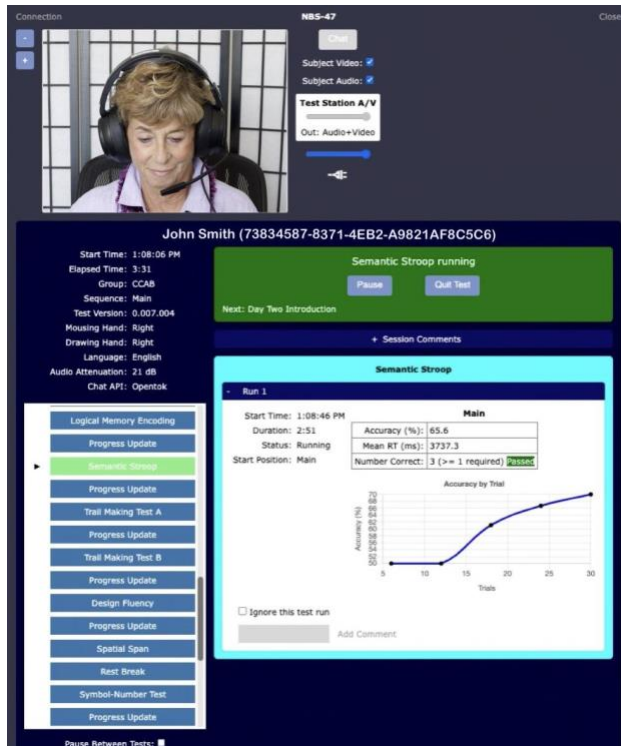 Connection
NBS-47
Close
-
+
Chat
Subject Video:
Subject Audio:
Test Station A/V
Out: Audio+Video
John Smith (73834587-8371-4EB2-A9821AF8C5C6)
Start Time: 1:08:06 PM
Elapsed Time: 3:31
Group: CCAB
Sequence: Main
Test Version: 0.007.004
Mousing Hand: Right
Drawing Hand: Right
Language: English
Audio Attenuation: 21 dB
Chat API: Opentok
Logical Memory Encoding
Progress Update
Semantic Stroop
Progress Update
Trail Making Test A
Progress Update
Trail Making Test B
Progress Update
Design Fluency
Progress Update
Spatial Span
Rest Break
Symbol-Number Test
Progress Update
Pause Between Tests:
Semantic Stroop running
Pause
Quit Test
Next: Day Two Introduction
+ Session Comments
Semantic Stroop
- Run 1
Start Time: 1:08:46 PM
Duration: 2:51
Status: Running
Start Position: Main
Main
Accuracy (%): 65.6
Mean RT (ms): 3737.3
Number Correct: 3 (>= 1 required) Passed
Accuracy by Trial
Accuracy (%)
70
68
66
64
62
60
58
56
54
52
50
5 10 15 20 25 30
Trials
Ignore this test run
Add Comment